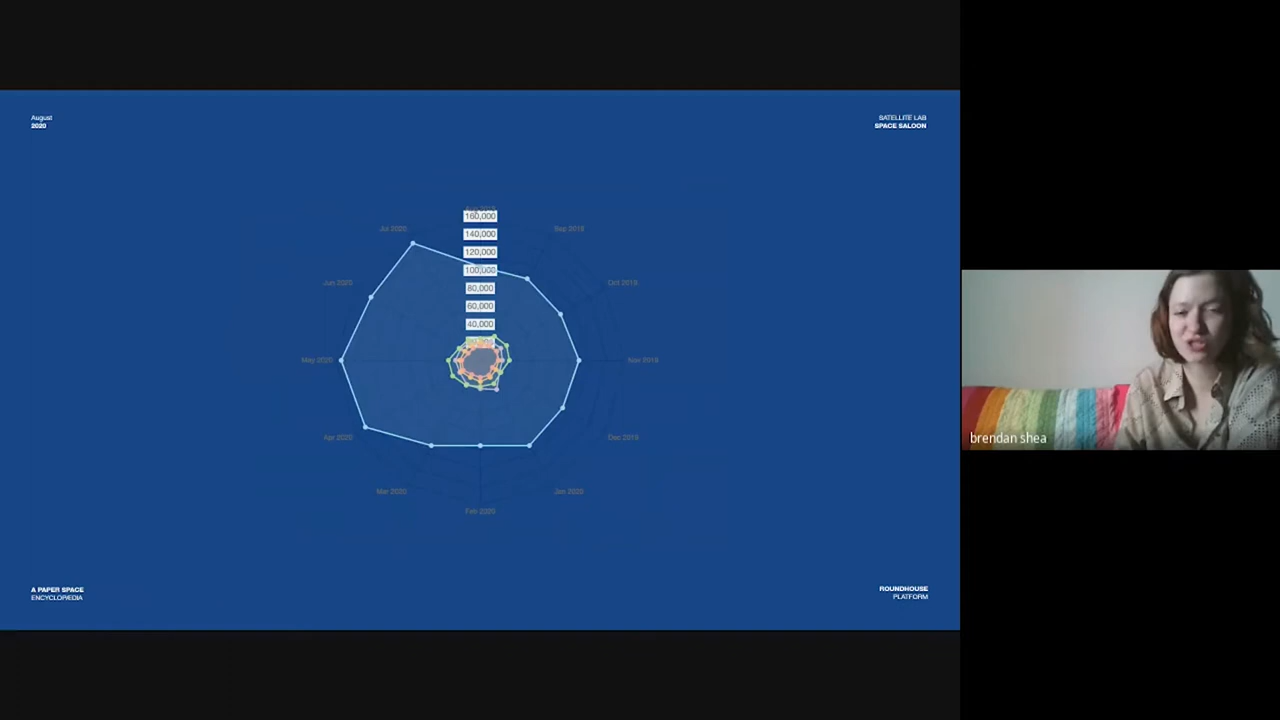 August
2020
SATELLITE LAB
SPACE SALOON
160,000
Jul 2020
Sep 2019
140,000
120,000
100,000
Jun 2020
Oct 2019
80,000
60,000
40,000
May 2020
Nov 2019
Apr 2020
Dec 2019
Mar 2020
Jan 2020
Feb 2020
brendan shea
A PAPER SPACE
ENCYCLOPÆDIA
ROUNDHOUSE
PLATFORM